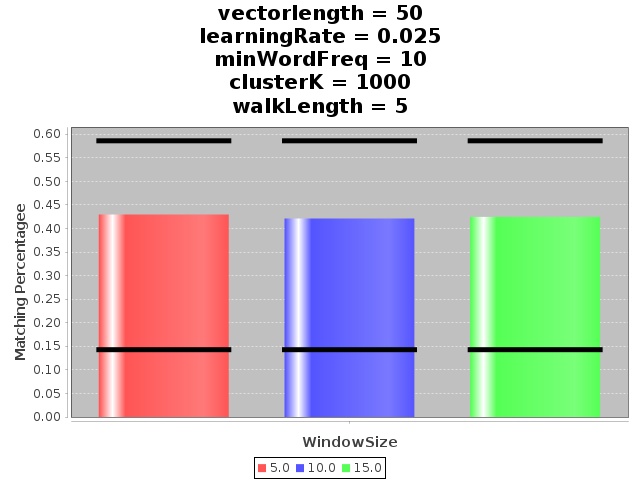 vectorlength = 50
learningRate = 0.025
minWordFreq = 10
clusterK = 1000
walkLength = 5
Matching Percentagee
0.60
0.55
0.50
0.45
0.40
0.35
0.30
0.25
0.20
0.15
0.10
0.05
0.00
WindowSize
5.0 10.0 15.0